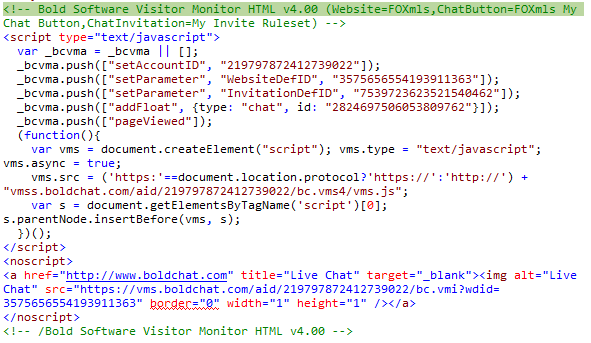 <!-- Bold Software Visitor Monitor HTML v4.00 (Website=FOXmls,ChatButton=FOXmls My
Chat Button,ChatInvitation=My Invite Ruleset) -->
<script type="text/javascript">
  var _bcvma = _bcvma || [];
  _bcvma.push(["setAccountID", "219797872412739022"]);
  _bcvma.push(["setParameter", "WebsiteDefID", "3575656554193911363"]);
  _bcvma.push(["setParameter", "InvitationDefID", "7539723623521540462"]);
  _bcvma.push(["addFloat", {type: "chat", id: "2824697506053809762"}]);
  _bcvma.push(["pageViewed"]);
  (function(){
    var vms = document.createElement("script"); vms.type = "text/javascript";
vms.async = true;
    vms.src = ('https:'==document.location.protocol?'https://':'http://') +
"vmss.boldchat.com/aid/219797872412739022/bc.vms4/vms.js";
    var s = document.getElementsByTagName('script')[0];
s.parentNode.insertBefore(vms, s);
  })();
</script>
<noscript>
<a href="http://www.boldchat.com" title="Live Chat" target="_blank"><img alt="Live
Chat" src="https://vms.boldchat.com/aid/219797872412739022/bc.vmi?wdid=
3575656554193911363" border="0" width="1" height="1" /></a>
</noscript>
<!-- /Bold Software Visitor Monitor HTML v4.00 -->